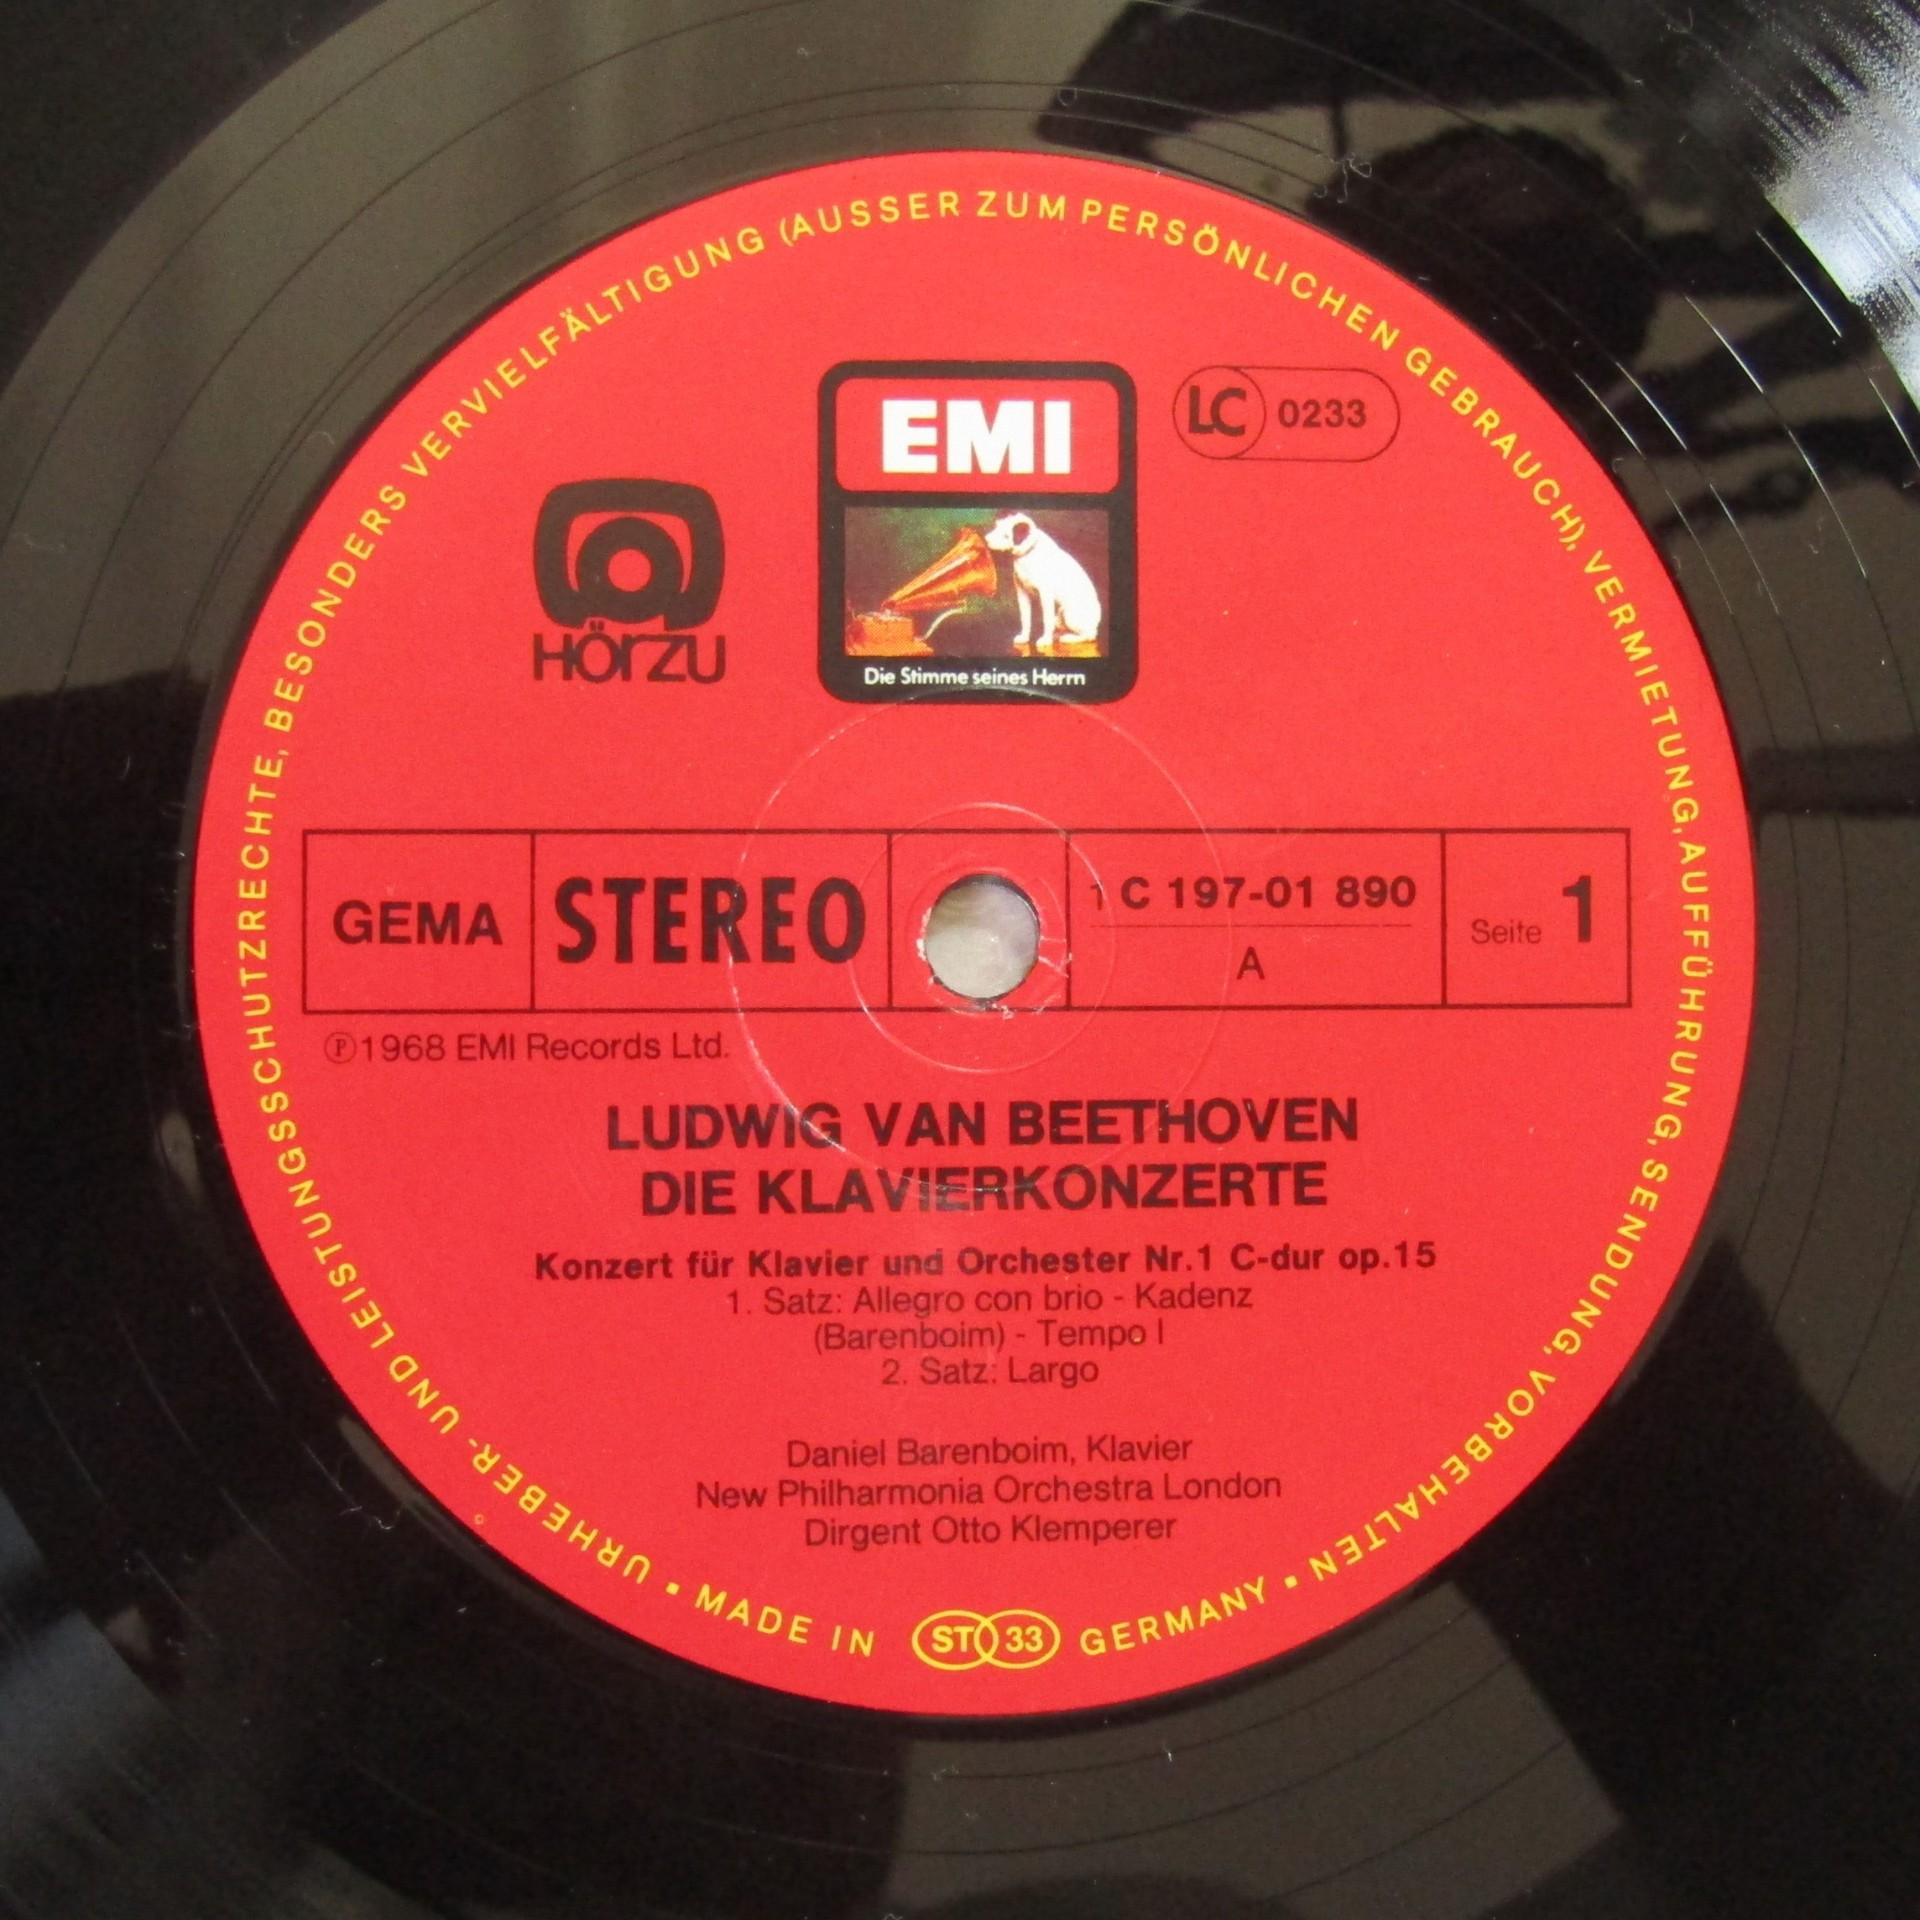 URHEBER- UND LEISTUNGSSCHUTZRECHTE, BESONDERS VERVIELFÄLTIGUNG (AUSSER ZUM PERSÖNLICHEN GEBRAUCH), VERMIETUNG, AUFFÜHRUNG, SENDUNG, VORBEHALTEN ▪ MADE IN ST 33 GERMANY ▪
EMI
LC 0233
HÖRZU
Die Stimme seines Herrn
GEMA
STEREO
1 C 197-01 890
A
Seite 1
℗1968 EMI Records Ltd.
LUDWIG VAN BEETHOVEN
DIE KLAVIERKONZERTE
Konzert für Klavier und Orchester Nr.1 C-dur op.15
1. Satz: Allegro con brio - Kadenz
(Barenboim) - Tempo I
2. Satz: Largo
Daniel Barenboim, Klavier
New Philharmonia Orchestra London
Dirgent Otto Klemperer